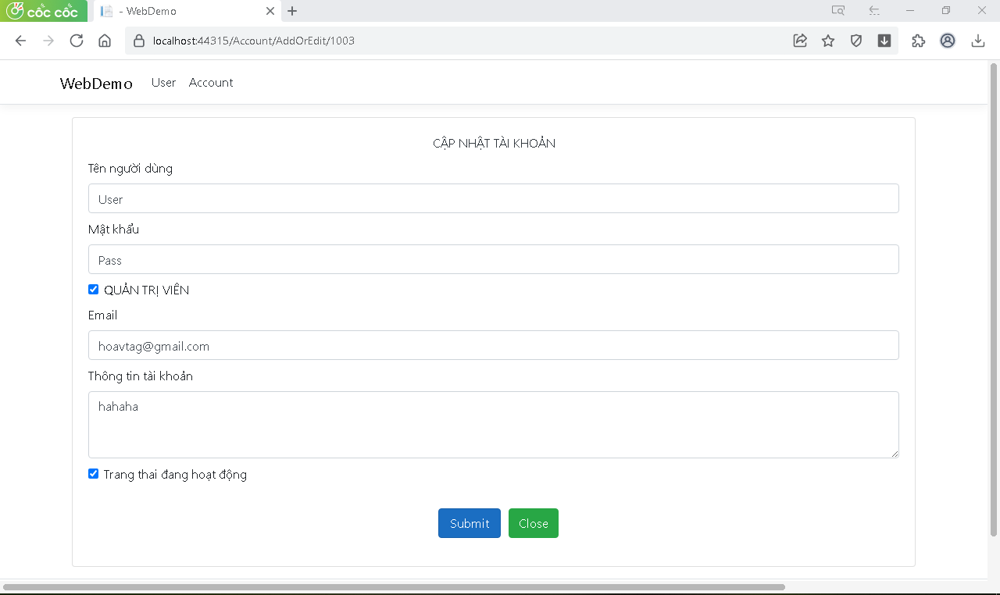 cốc cốc
- WebDemo
localhost:44315/Account/AddOrEdit/1003
WebDemo User Account
CẬP NHẬT TÀI KHOẢN
Tên người dùng
User
Mật khẩu
Pass
QUẢN TRỊ VIÊN
Email
hoavtag@gmail.com
Thông tin tài khoản
hahaha
Trang thai đang hoạt động
Submit Close